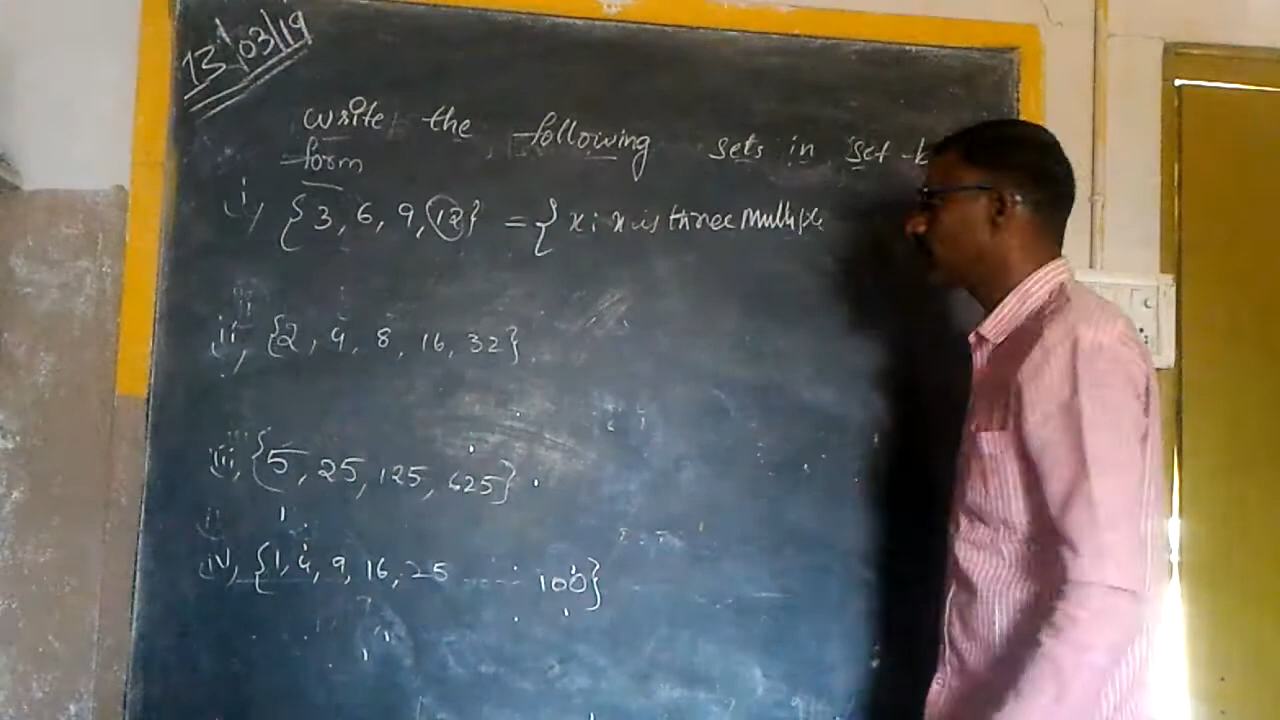 13/03/19
write the following sets in set-b
form
i, {3, 6, 9, 12} = {x : x is three multiple
ii, {2, 4, 8, 16, 32}
iii, {5, 25, 125, 625}
iv, {1, 4, 9, 16, 25 ...... 100}